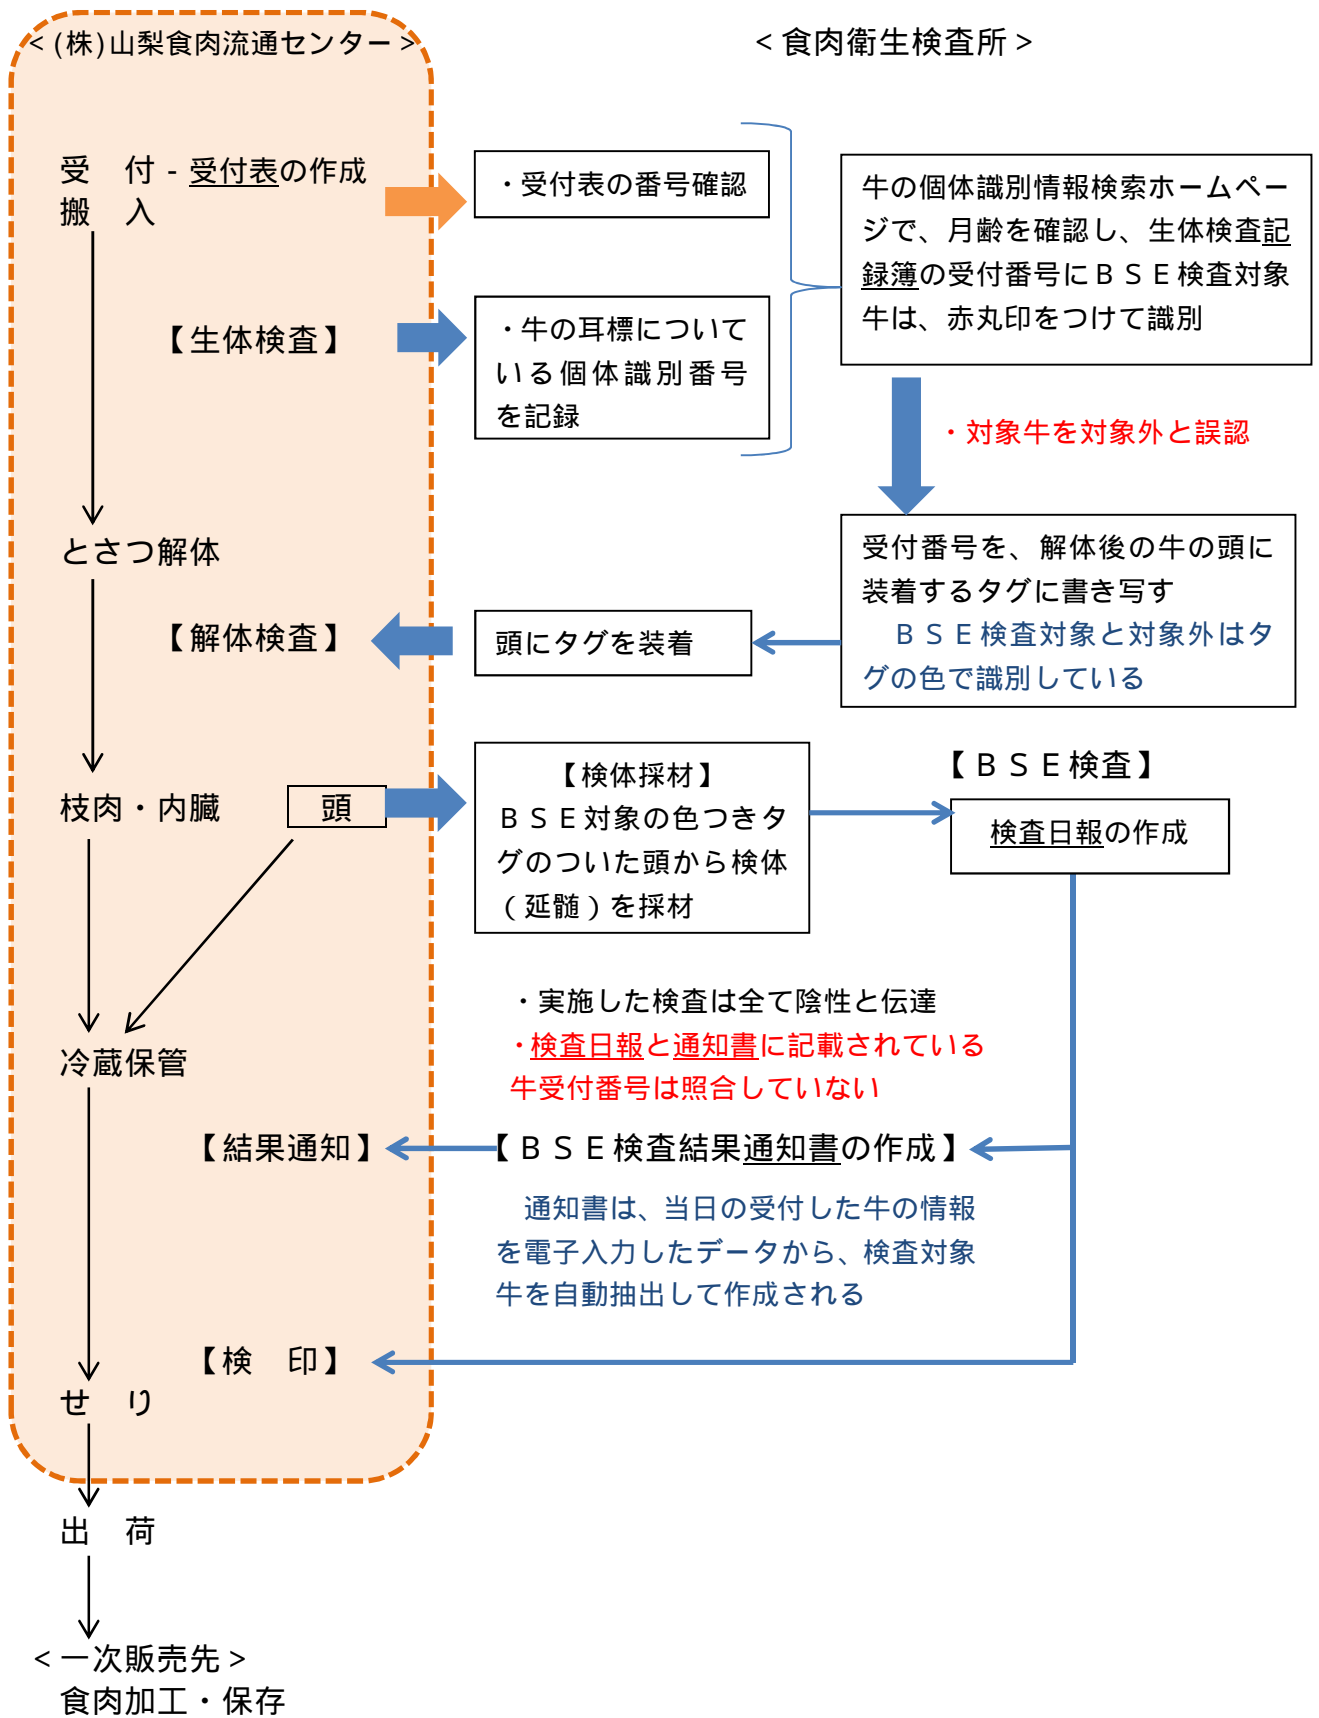 <(株)山梨食肉流通センター>
<食肉衛生検査所>
受　付 - 受付表の作成
搬　入
・受付表の番号確認
牛の個体識別情報検索ホームペー
ジで、月齢を確認し、生体検査記
録簿の受付番号にＢＳＥ検査対象
牛は、赤丸印をつけて識別
【生体検査】
・牛の耳標につい­て
いる個体識別番号
を記録
・対象牛を対象外と誤認
とさつ解体
受付番号を、解体後の牛の頭に
装着するタグに書き写す
ＢＳＥ検査対象と対象外はタ
グの色で識別している
【解体検査】
頭にタグを装着
枝肉・内臓
頭
【検体採材】
ＢＳＥ対象の色つきタ
グのついた頭から検体
（延髄）を採材
【ＢＳＥ検査】
検査日報の作成
・実施した検査は全て陰性と伝達
・検査日報と通知書に記載されている
牛受付番号は照合していない
冷蔵保管
【結果通知】
【ＢＳＥ検査結果通知書の作成】
通知書は、当日の受付した牛の情報
を電子入力したデータから、検査対象
牛を自動抽出して作成される
【検　印】
せ　り
出　荷
<一次販売先>
食肉加工・保存